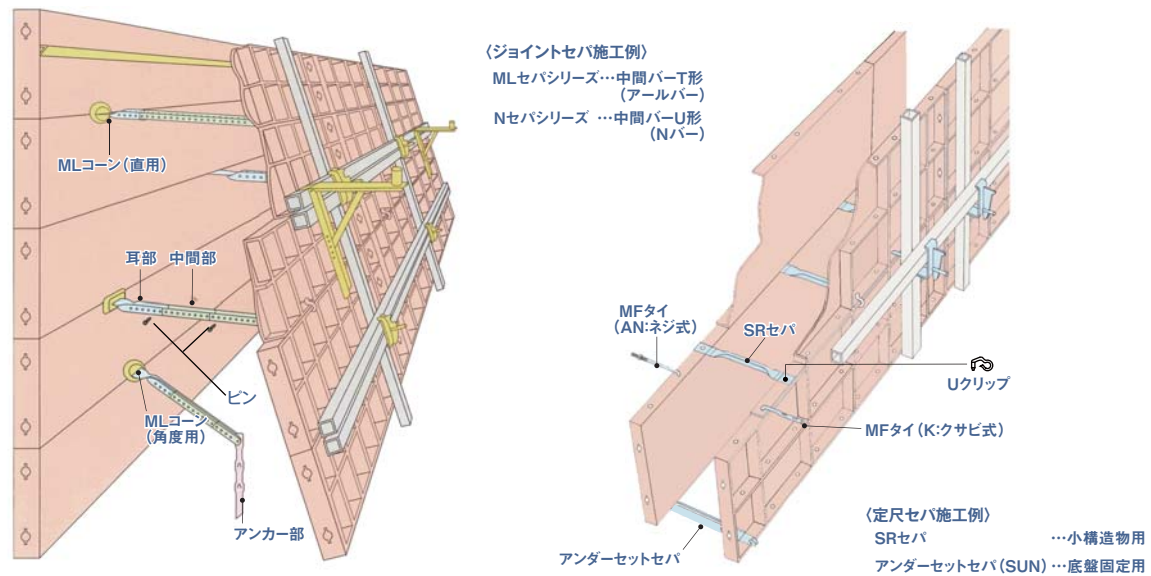 〈ジョイントセパ施工例〉
MLセパシリーズ…中間バーT形
(アールバー)
Nセパシリーズ …中間バーU形
(Nバー)
MLコーン(直用)
耳部 中間部
ピン
MLコーン
(角度用)
アンカー部
MFタイ
(AN:ネジ式)
SRセパ
Uクリップ
MFタイ(K:クサビ式)
アンダーセットセパ
〈定尺セパ施工例〉
SRセパ …小構造物用
アンダーセットセパ(SUN)…底盤固定用